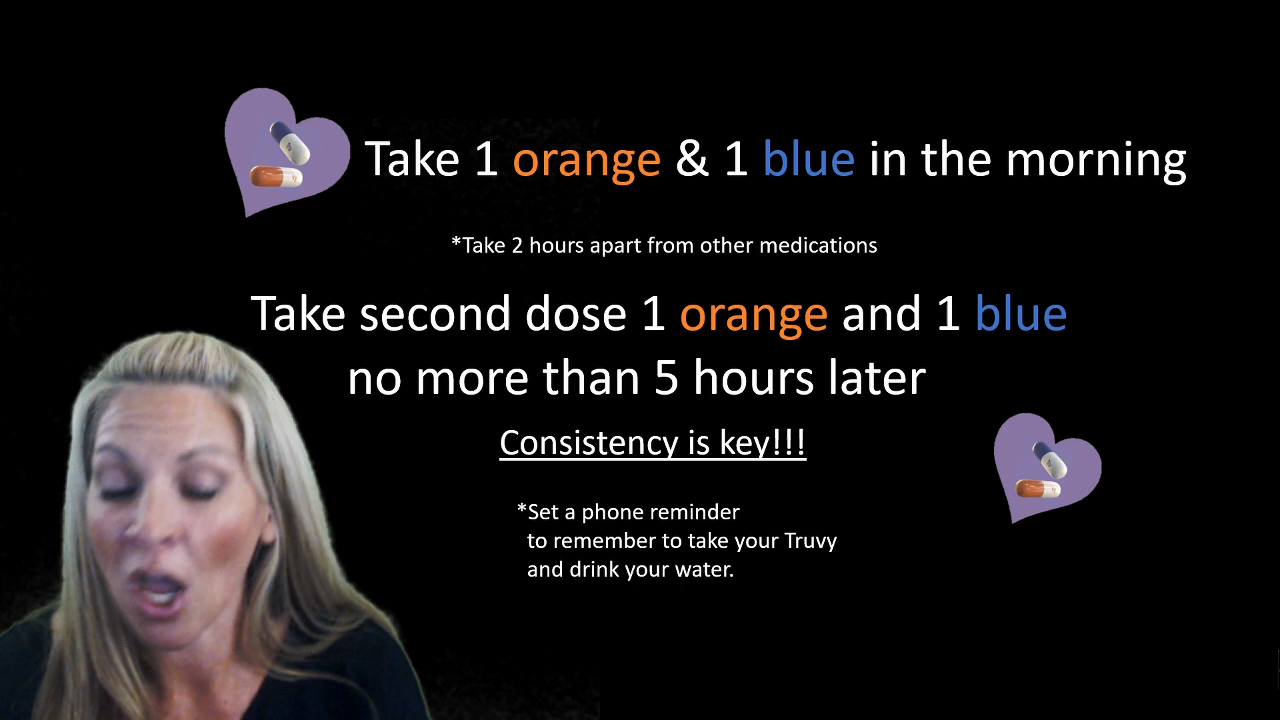 Take 1 orange & 1 blue in the morning
*Take 2 hours apart from other medications
Take second dose 1 orange and 1 blue
no more than 5 hours later
Consistency is key!!!
*Set a phone reminder
to remember to take your Truvy
and drink your water.